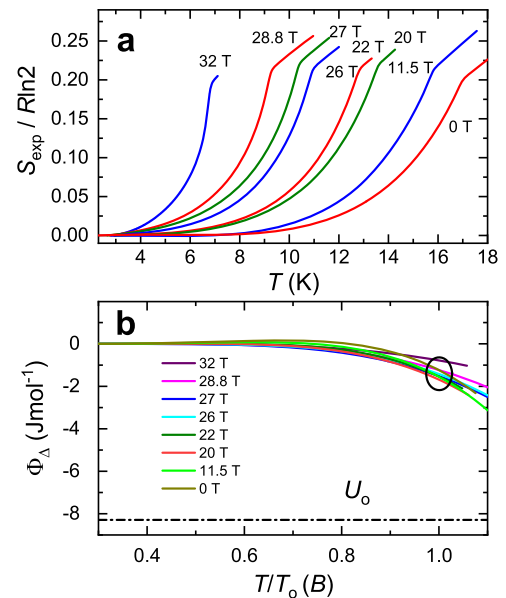 a
0.25
0.20
0.15
0.10
0.05
0.00
S_exp / Rln2
32 T
28.8 T
27 T
22 T
20 T
26 T
11.5 T
0 T
4 6 8 10 12 14 16 18
T (K)
b
0
-2
-4
-6
-8
Φ_Δ (Jmol⁻¹)
32 T
28.8 T
27 T
26 T
22 T
20 T
11.5 T
0 T
U_o
0.4 0.6 0.8 1.0
T/T_o (B)